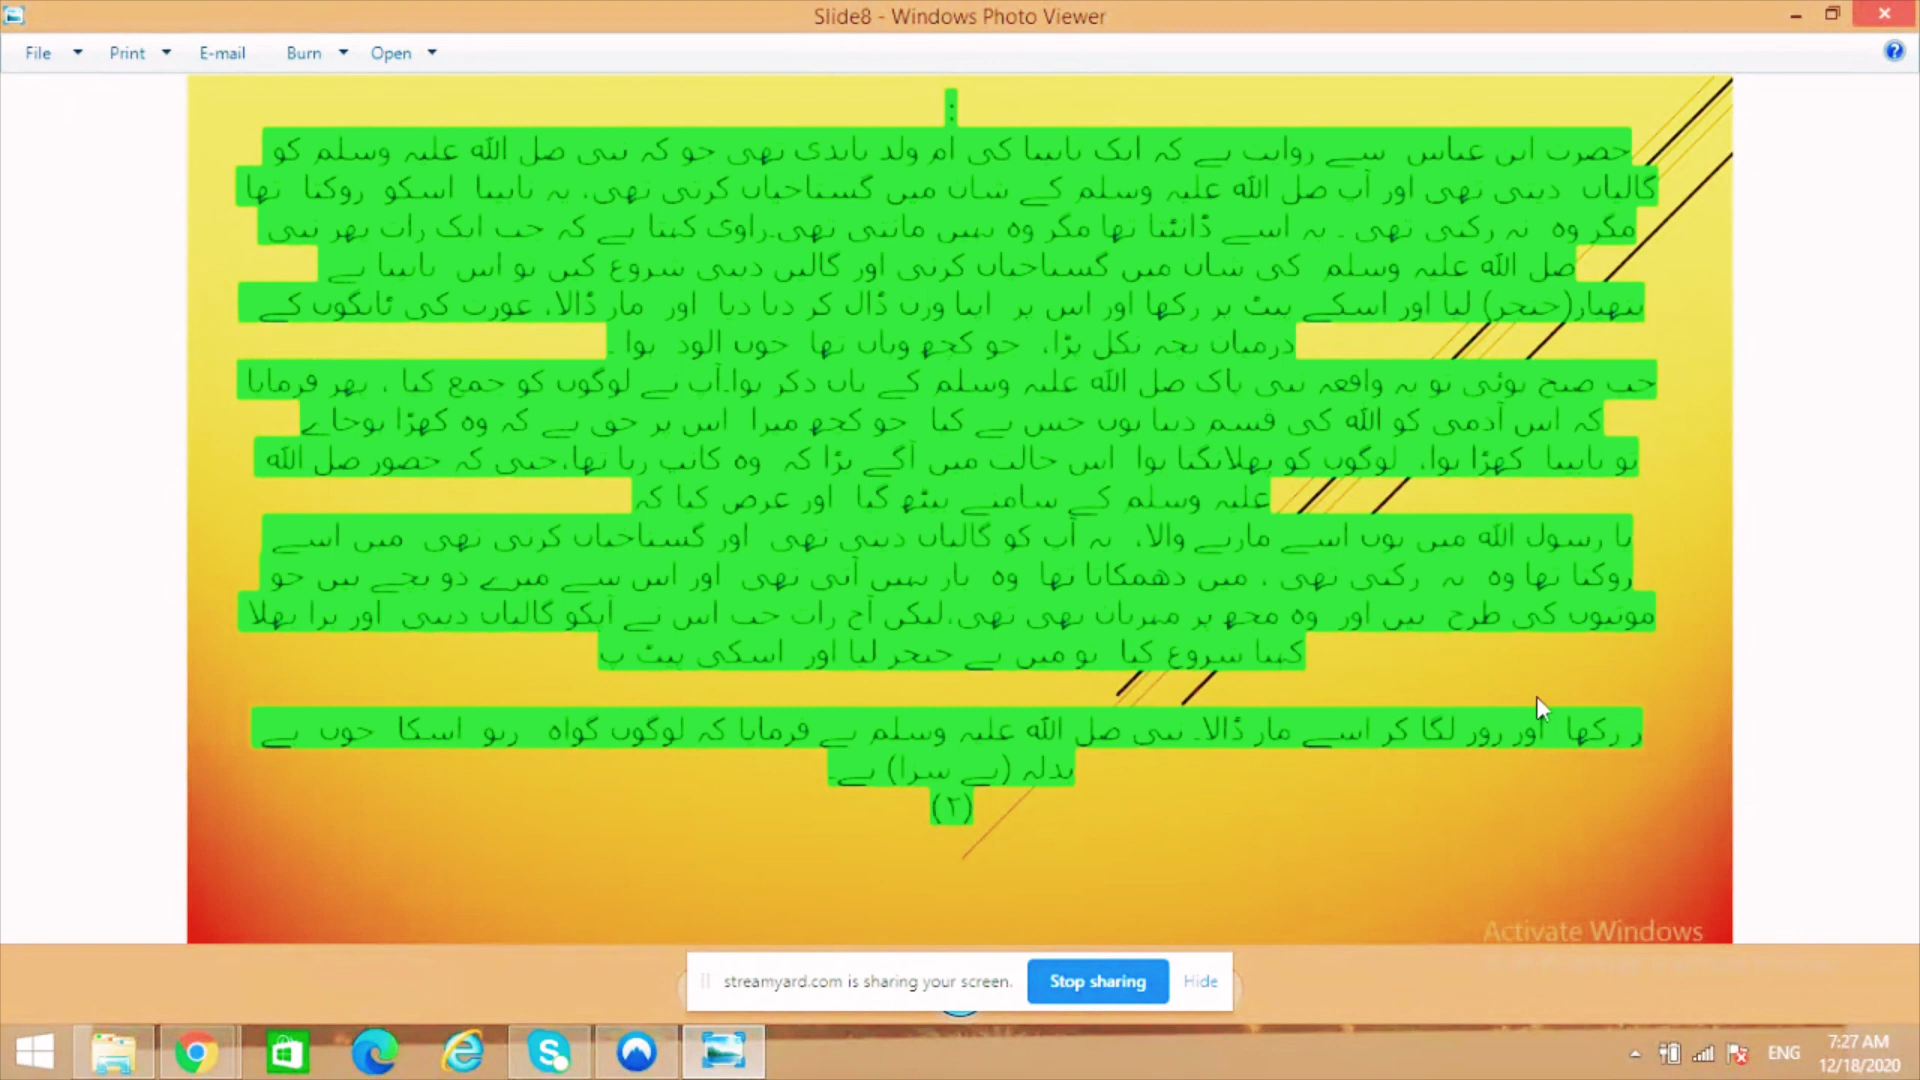 Slide8 - Windows Photo Viewer
File Print E-mail Burn Open
:
حضرت ابن عباس سے روایت ہے کہ ایک نابینا کی ام ولد باندی تھی جو کہ نبی صل اللہ علیہ وسلم کو
گالیاں دیتی تھی اور آپ صل اللہ علیہ وسلم کے شان میں گستاخیاں کرتی تھی، یہ نابینا اسکو روکتا تھا
مگر وہ نہ رکتی تھی ۔ یہ اسے ڈانٹتا تھا مگر وہ نہیں مانتی تھی۔راوی کہتا ہے کہ جب ایک رات پھر نبی
صل اللہ علیہ وسلم کی شان میں گستاخیاں کرنی اور گالیں دینی شروع کیں تو اس نابینا نے
ہتھیار(خنجر) لیا اور اسکے پیٹ پر رکھا اور اس پر اپنا وزن ڈال کر دبا دیا اور مار ڈالا، عورت کی ٹانگوں کے
درمیان بچہ نکل پڑا، جو کچھ وہاں تھا خون الود ہوا ۔
جب صبح ہوئی تو یہ واقعہ نبی پاک صل اللہ علیہ وسلم کے ہاں ذکر ہوا۔آپ نے لوگوں کو جمع کیا ، پھر فرمایا
کہ اس آدمی کو اللہ کی قسم دیتا ہوں جس نے کیا جو کچھ میرا اس پر حق ہے کہ وہ کھڑا ہوجاے
تو نابینا کھڑا ہوا، لوگوں کو پھلانگتا ہوا اس حالت میں آگے بڑا کہ وہ کانپ رہا تھا،حتی کہ حضور صل اللہ
علیہ وسلم کے سامنے بیٹھ گیا اور عرض کیا کہ
یا رسول اللہ میں ہوں اسے مارنے والا، یہ آپ کو گالیاں دیتی تھی اور گستاخیاں کرتی تھی میں اسے
روکتا تھا وہ نہ رکتی تھی ، میں دھمکاتا تھا وہ باز نہیں آتی تھی اور اس سے میرے دو بچے ہیں جو
موتیوں کی طرح ہیں اور وہ مجھ پر مہربان بھی تھی،لیکن آج رات جب اس نے آپکو گالیاں دینی اور برا بھلا
کہنا شروع کیا تو میں نے خنجر لیا اور اسکی پیٹ پ
ر رکھا اور زور لگا کر اسے مار ڈالا۔ نبی صل اللہ علیہ وسلم نے فرمایا کہ لوگوں گواہ رہو اسکا خون بے
بدلہ (بے سزا) ہے۔
(۲)
Activate Windows
streamyard.com is sharing your screen. Stop sharing Hide
ENG
7:27 AM
12/18/2020